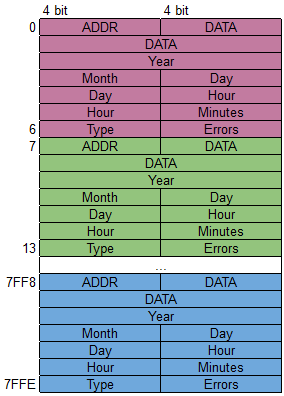 4 bit 4 bit
0 ADDR DATA
DATA
Year
Month Day
Day Hour
Hour Minutes
6 Type Errors
7 ADDR DATA
DATA
Year
Month Day
Day Hour
Hour Minutes
13 Type Errors
...
7FF8 ADDR DATA
DATA
Year
Month Day
Day Hour
Hour Minutes
7FFE Type Errors